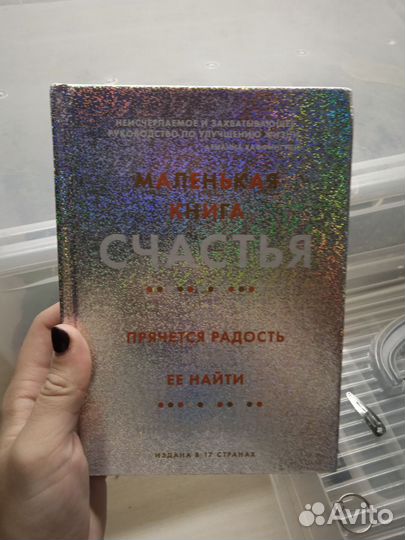 НЕИСЧЕРПАЕМОЕ И ЗАХВАТЫВАЮЩЕЕ
РУКОВОДСТВО ПО УЛУЧШЕНИЮ ЖИЗНИ
МАЛЕНЬКАЯ
КНИГА
СЧАСТЬЯ
ПРЯЧЕТСЯ РАДОСТЬ
ЕЕ НАЙТИ
ИЗДАНА В 17 СТРАНАХ
Avito